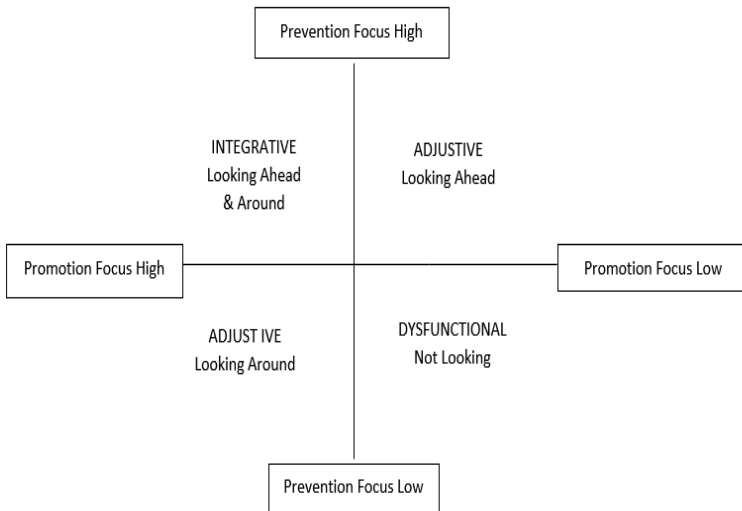 Prevention Focus High
INTEGRATIVE
Looking Ahead
& Around
ADJUSTIVE
Looking Ahead
Promotion Focus High
Promotion Focus Low
ADJUST IVE
Looking Around
DYSFUNCTIONAL
Not Looking
Prevention Focus Low